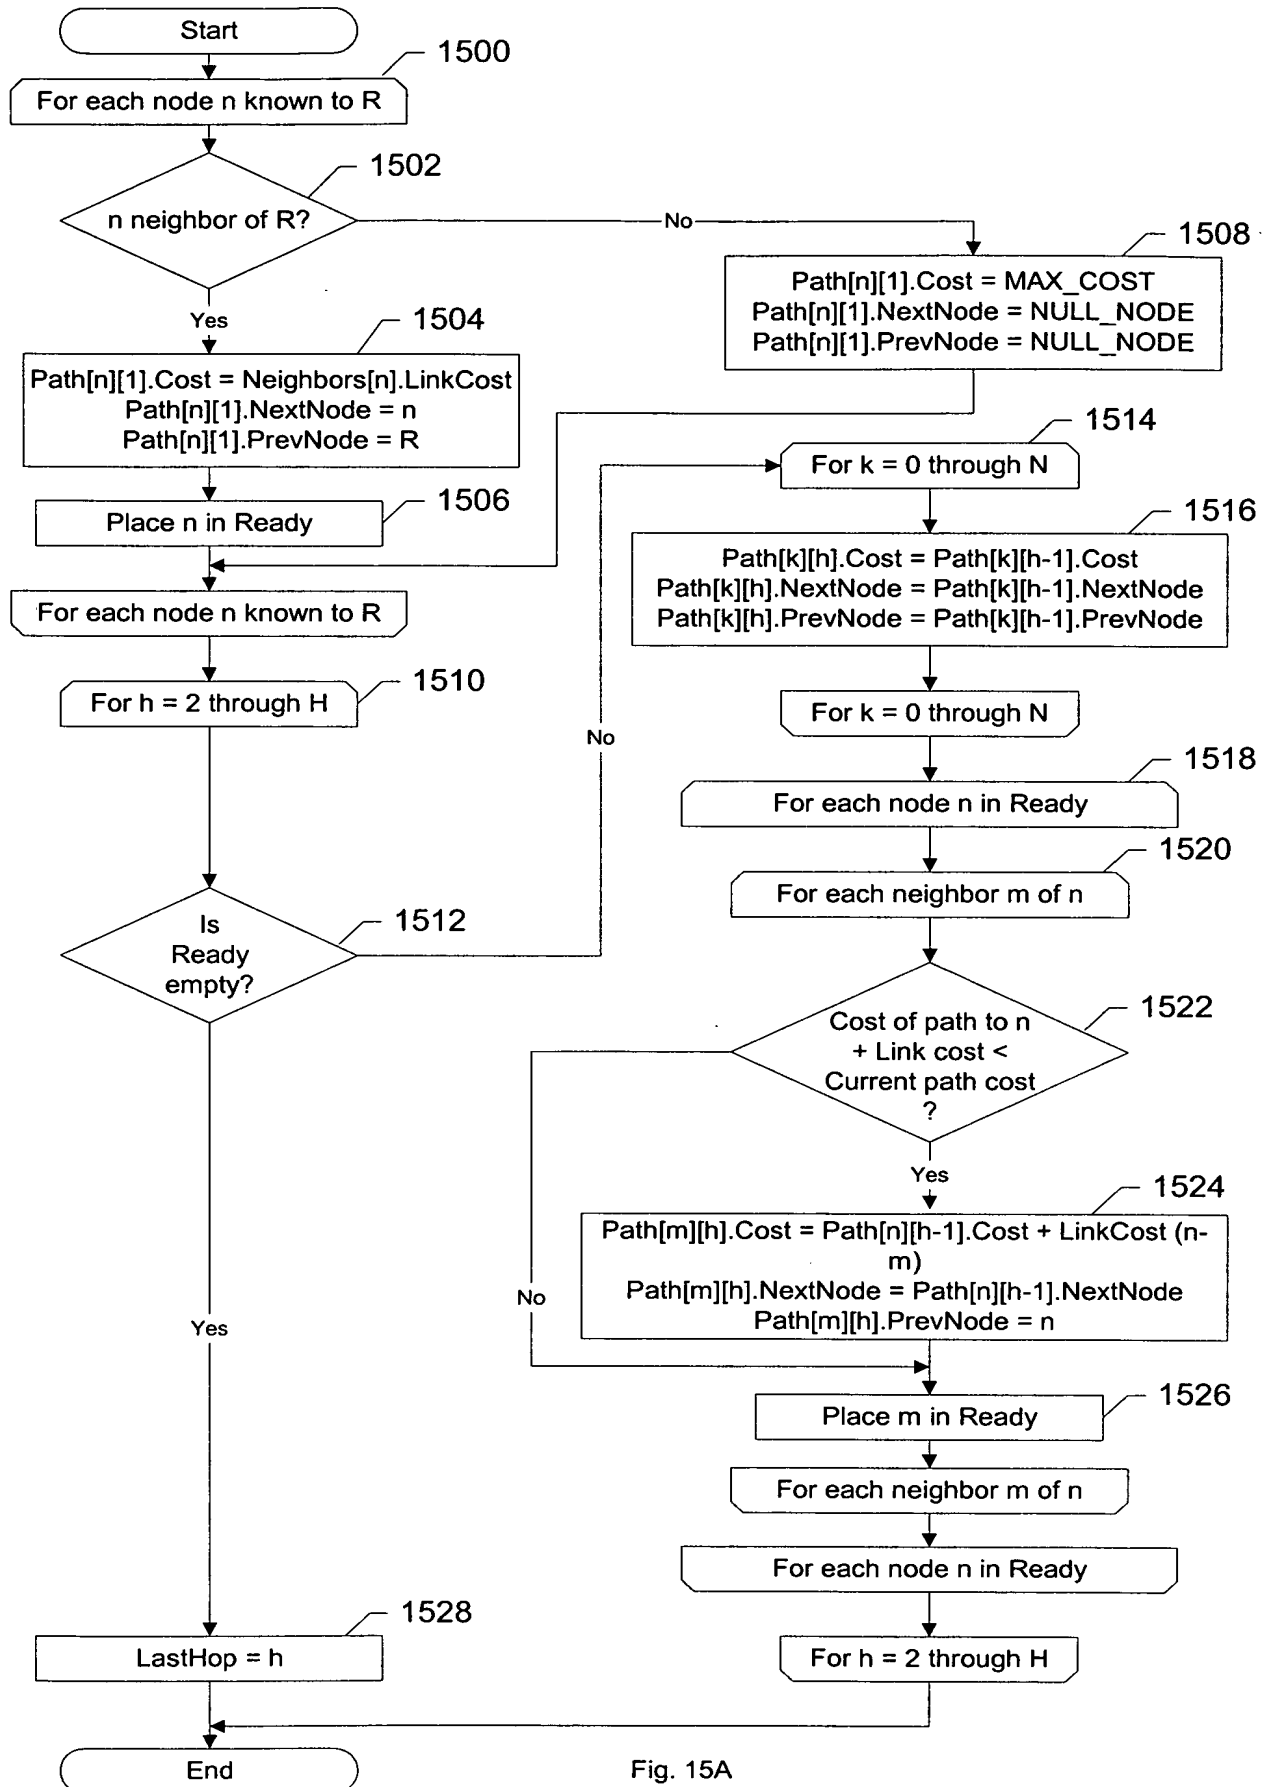 Start
1500
For each node n known to R
1502
n neighbor of R?
No
1508
Path[n][1].Cost = MAX_COST
Path[n][1].NextNode = NULL_NODE
Path[n][1].PrevNode = NULL_NODE
Yes
1504
Path[n][1].Cost = Neighbors[n].LinkCost
Path[n][1].NextNode = n
Path[n][1].PrevNode = R
1506
Place n in Ready
For each node n known to R
1510
For h = 2 through H
1512
Is
Ready
empty?
No
1514
For k = 0 through N
1516
Path[k][h].Cost = Path[k][h-1].Cost
Path[k][h].NextNode = Path[k][h-1].NextNode
Path[k][h].PrevNode = Path[k][h-1].PrevNode
For k = 0 through N
1518
For each node n in Ready
1520
For each neighbor m of n
1522
Cost of path to n
+ Link cost <
Current path cost
?
Yes
No
1524
Path[m][h].Cost = Path[n][h-1].Cost + LinkCost (n-
m)
Path[m][h].NextNode = Path[n][h-1].NextNode
Path[m][h].PrevNode = n
1526
Place m in Ready
For each neighbor m of n
For each node n in Ready
For h = 2 through H
Yes
1528
LastHop = h
End
Fig. 15A